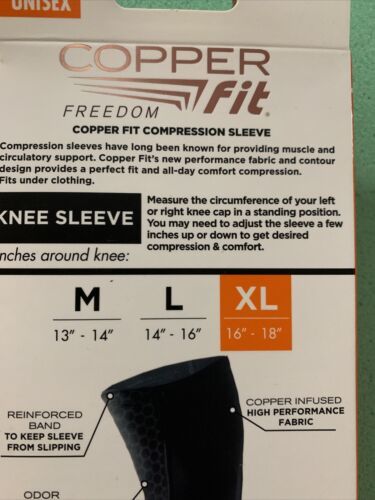 UNISEX
COPPER
fit
FREEDOM
COPPER FIT COMPRESSION SLEEVE
Compression sleeves have long been known for providing muscle and
circulatory support. Copper Fit's new performance fabric and contour
design provides a perfect fit and all-day comfort compression.
Fits under clothing.
KNEE SLEEVE
Measure the circumference of your left
or right knee cap in a standing position.
You may need to adjust the sleeve a few
inches up or down to get desired
compression & comfort.
nches around knee:
M L XL
13" - 14" 14" - 16" 16" - 18"
REINFORCED
BAND
TO KEEP SLEEVE
FROM SLIPPING
COPPER INFUSED
HIGH PERFORMANCE
FABRIC
ODOR